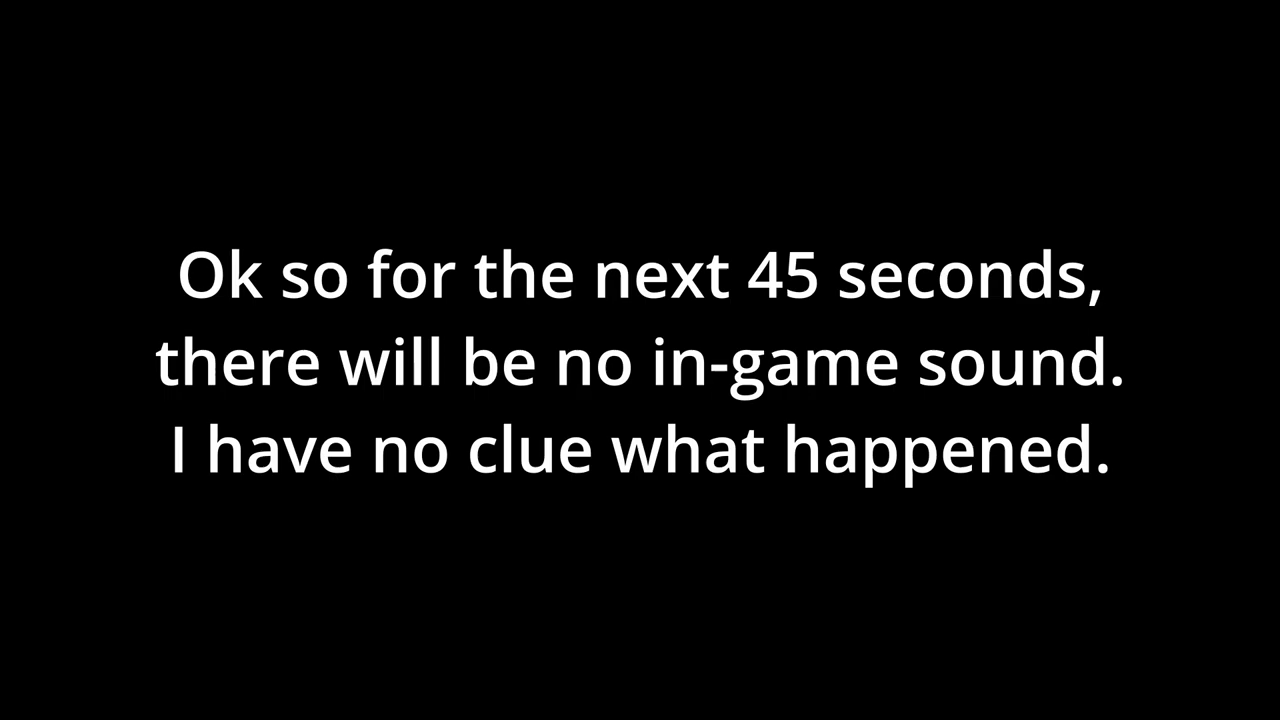 Ok so for the next 45 seconds,
there will be no in-game sound.
I have no clue what happened.